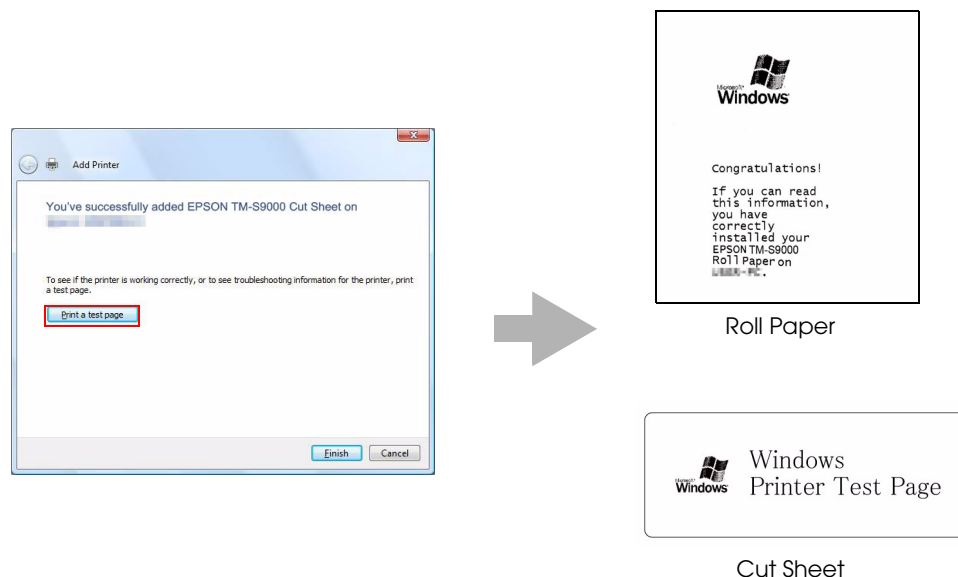 Add Printer
You've successfully added EPSON TM-S9000 Cut Sheet on
To see if the printer is working correctly, or to see troubleshooting information for the printer, print
a test page.
Print a test page
Finish
Cancel
Microsoft
Windows
Congratulations!
If you can read
this information,
you have
correctly
installed your
EPSON TM-S9000
Roll Paper on
Roll Paper
Microsoft
Windows
Windows
Printer Test Page
Cut Sheet